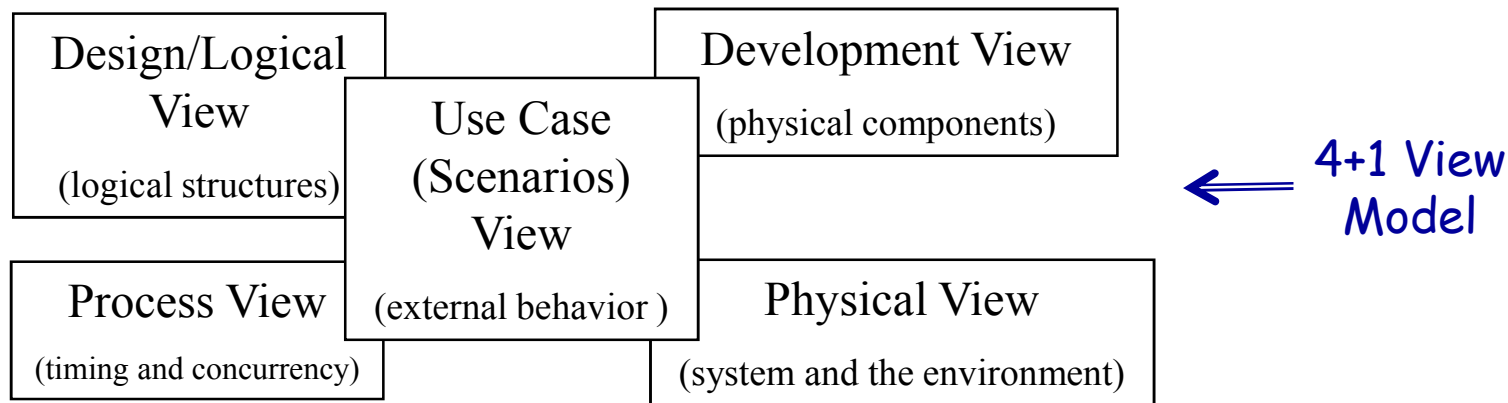 Design/Logical
View
(logical structures)
Use Case
(Scenarios)
View
(external behavior )
Development View
(physical components)
Process View
(timing and concurrency)
Physical View
(system and the environment)
4+1 View
Model